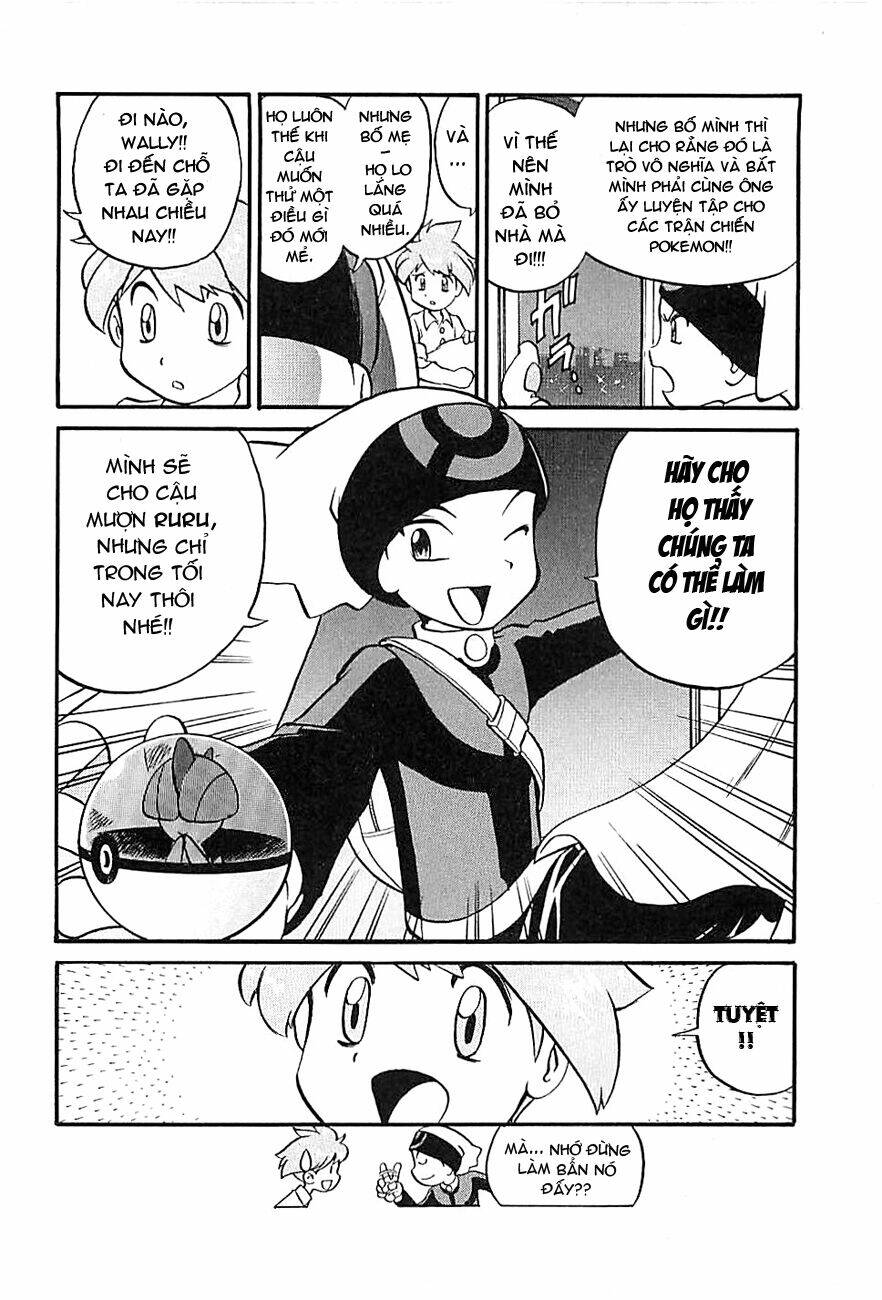 NHƯNG BỐ MÌNH THÌ
LẠI CHO RẰNG ĐÓ LÀ
TRÒ VÔ NGHĨA VÀ BẮT
MÌNH PHẢI CÙNG ÔNG
ẤY LUYỆN TẬP CHO
CÁC TRẬN CHIẾN
POKEMON!!
VÌ THẾ
NÊN MÌNH
ĐÃ BỎ
NHÀ MÀ
ĐI!!!
ガガ
VÀ
...
NHƯNG
BỐ MẸ
-
HỌ LO
LẮNG
QUÁ
NHIỀU.
HỌ LUÔN
THẾ KHI
CẬU
MUỐN
THỬ MỘT
ĐIỀU GÌ
ĐÓ MỚI
MẺ.
ĐI NÀO,
WALLY!!
ĐI ĐẾN CHỖ
TA ĐÃ GẶP
NHAU CHIỀU
NAY!!
HÃY CHO
HỌ THẤY
CHÚNG TA
CÓ THỂ LÀM
GÌ!!
MÌNH SẼ
CHO CẬU
MƯỢN RURU,
NHƯNG CHỈ
TRONG TỐI
NAY THÔI
NHÉ!!
TUYỆT
!!
MÀ... NHỚ ĐỪNG
LÀM BẨN NÓ
ĐẤY??